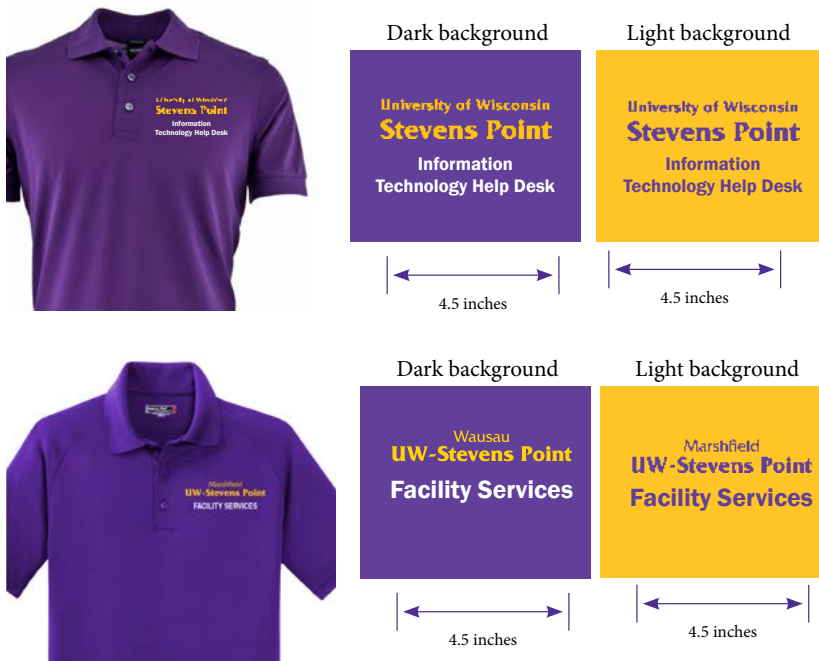 Dark background
Light background
University of Wisconsin
Stevens Point
Information
Technology Help Desk
University of Wisconsin
Stevens Point
Information
Technology Help Desk
University of Wisconsin
Stevens Point
Information
Technology Help Desk
4.5 inches
4.5 inches
Dark background
Light background
Marshfield
UW-Stevens Point
FACILITY SERVICES
Wausau
UW-Stevens Point
Facility Services
Marshfield
UW-Stevens Point
Facility Services
4.5 inches
4.5 inches